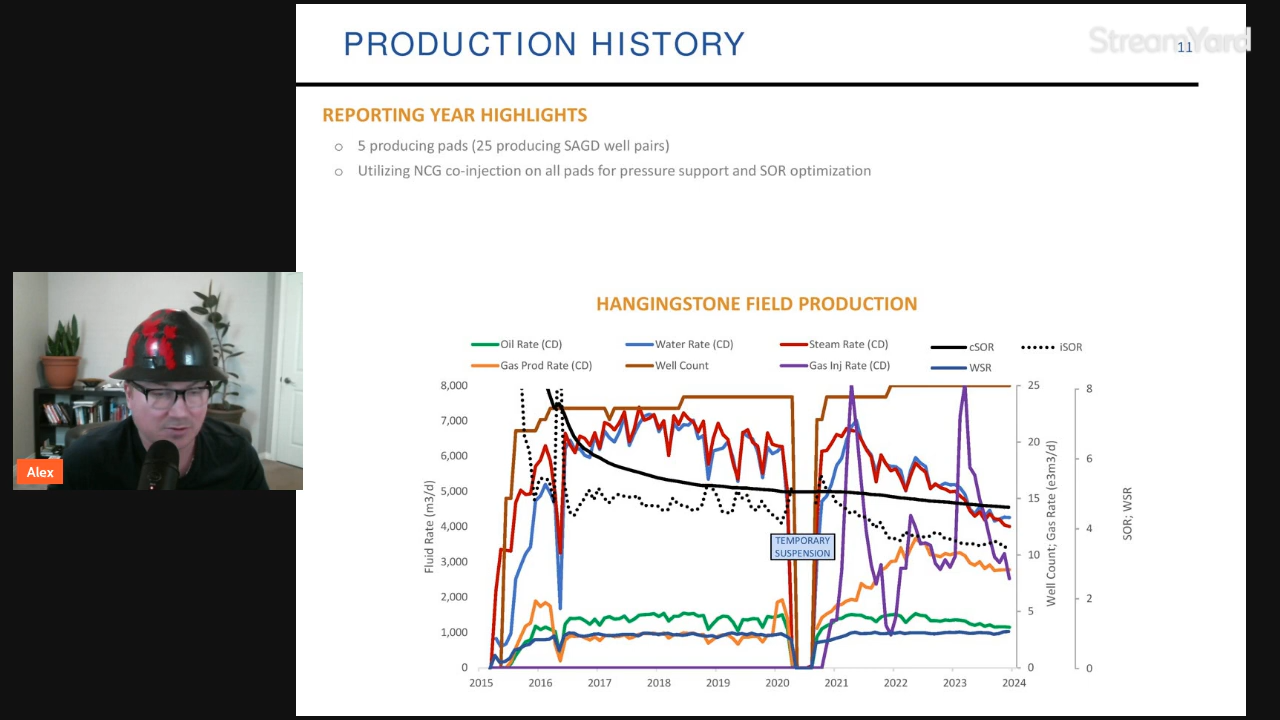 PRODUCTION HISTORY
StreamYard
11
REPORTING YEAR HIGHLIGHTS
5 producing pads (25 producing SAGD well pairs)
Utilizing NCG co-injection on all pads for pressure support and SOR optimization
HANGINGSTONE FIELD PRODUCTION
Oil Rate (CD)
Water Rate (CD)
Steam Rate (CD)
cSOR
iSOR
Gas Prod Rate (CD)
Well Count
Gas Inj Rate (CD)
WSR
8,000
7,000
6,000
5,000
4,000
3,000
2,000
1,000
0
Fluid Rate (m3/d)
TEMPORARY
SUSPENSION
25
20
15
10
5
0
Well Count; Gas Rate (e3m3/d)
8
6
4
2
0
SOR; WSR
2015 2016 2017 2018 2019 2020 2021 2022 2023 2024
Alex